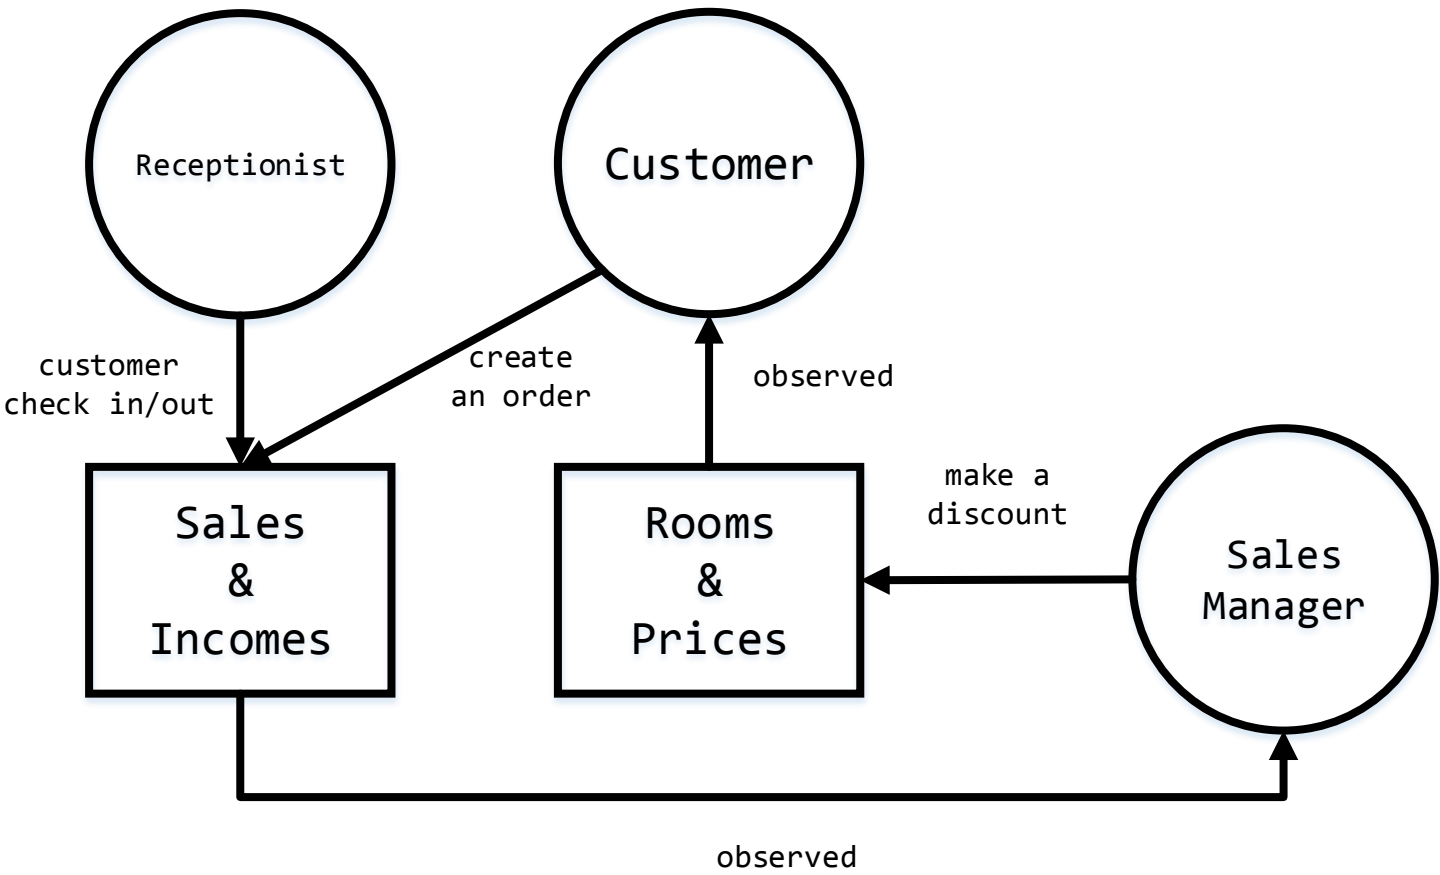 Receptionist
Customer
customer
check in/out
create
an order
observed
make a
discount
Sales
&
Incomes
Rooms
&
Prices
Sales
Manager
observed